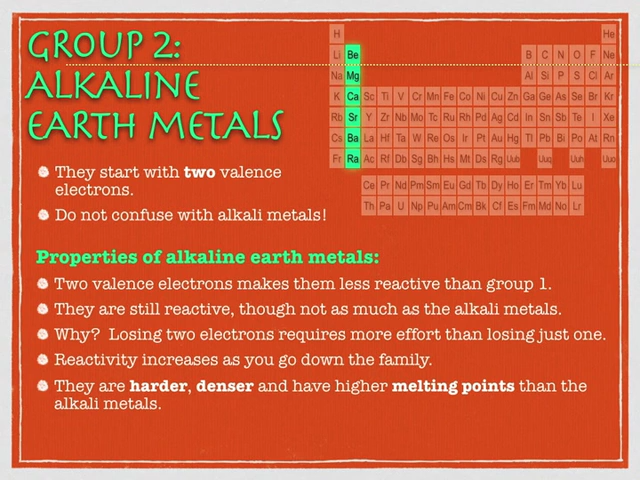 GROUP 2:
ALKALINE
EARTH METALS
They start with two valence
electrons.
Do not confuse with alkali metals!
H He
Li Be B C N O F Ne
Na Mg Al Si P S Cl Ar
K Ca Sc Ti V Cr Mn Fe Co Ni Cu Zn Ga Ge As Se Br Kr
Rb Sr Y Zr Nb Mo Tc Ru Rh Pd Ag Cd In Sn Sb Te I Xe
Cs Ba La Hf Ta W Re Os Ir Pt Au Hg Tl Pb Bi Po At Rn
Fr Ra Ac Rf Db Sg Bh Hs Mt Ds Rg Uub Uuq Uuh Uuo
Ce Pr Nd Pm Sm Eu Gd Tb Dy Ho Er Tm Yb Lu
Th Pa U Np Pu Am Cm Bk Cf Es Fm Md No Lr
Properties of alkaline earth metals:
Two valence electrons makes them less reactive than group 1.
They are still reactive, though not as much as the alkali metals.
Why? Losing two electrons requires more effort than losing just one.
Reactivity increases as you go down the family.
They are harder, denser and have higher melting points than the
alkali metals.